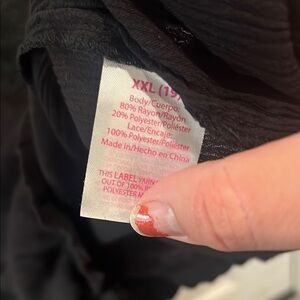 XXL (19
Body/Cuerpo:
80% Rayon/Rayón
20% Polyester/Poliéster
Lace/Encaje:
100% Polyester/Poliéster
Made in/Hecho en China
THIS LABEL YARN
OUT OF 100%
POLYESTER